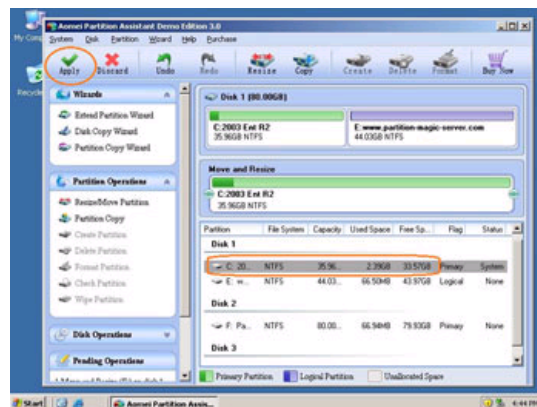 My Comp
Recycle
Aomei Partition Assistant Demo Edition 3.0
System Disk Partition Wizard Help Purchase
Apply Discard Undo Redo Resize Copy Create Delete Format Buy Now
Wizards
Extend Partition Wizard
Disk Copy Wizard
Partition Copy Wizard
Partition Operations
Resize/Move Partition
Partition Copy
Create Partition
Delete Partition
Format Partition
Check Partition
Wipe Partition
Disk Operations
Pending Operations
Disk 1 (80.00GB)
C:2003 Ent R2
35.96GB NTFS
E:www.partition-magic-server.com
44.03GB NTFS
Move and Resize
C:2003 Ent R2
35.96GB NTFS
Partition File System Capacity Used Space Free Sp... Flag Status
Disk 1
C: 20... NTFS 35.96... 2.39GB 33.57GB Primary System
E: w... NTFS 44.03... 66.50MB 43.97GB Logical None
Disk 2
F: Pa... NTFS 80.00... 66.94MB 79.93GB Primary None
Disk 3
Primary Partition Logical Partition Unallocated Space
Start Aomei Partition Assis... 4:44 PM